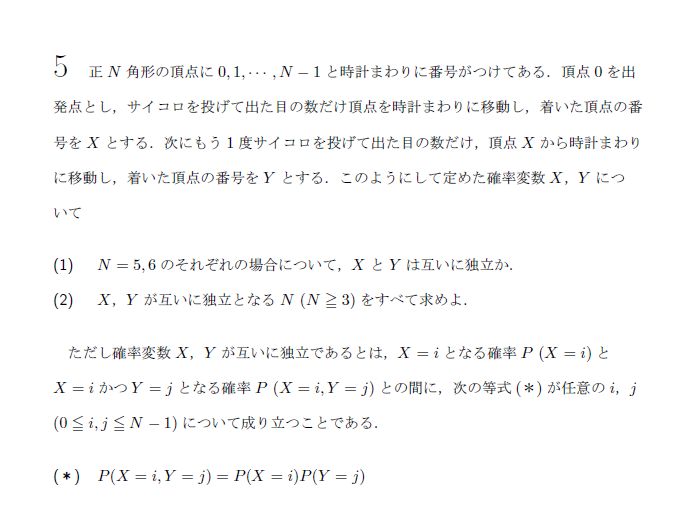 5 正 N 角形の頂点に 0, 1, ··· , N − 1 と時計まわりに番号がつけてある．頂点 0 を出
発点とし，サイコロを投げて出た目の数だけ頂点を時計まわりに移動し，着いた頂点の番
号を X とする．次にもう 1 度サイコロを投げて出た目の数だけ，頂点 X から時計まわり
に移動し，着いた頂点の番号を Y とする．このようにして定めた確率変数 X，Y につ
いて
(1) N = 5, 6 のそれぞれの場合について，X と Y は互いに独立か．
(2) X，Y が互いに独立となる N (N ≧ 3) をすべて求めよ．
ただし確率変数 X，Y が互いに独立であるとは，X = i となる確率 P (X = i) と
X = i かつ Y = j となる確率 P (X = i, Y = j) との間に，次の等式 (∗) が任意の i，j
(0 ≦ i, j ≦ N − 1) について成り立つことである．
(∗) P(X = i, Y = j) = P(X = i)P(Y = j)